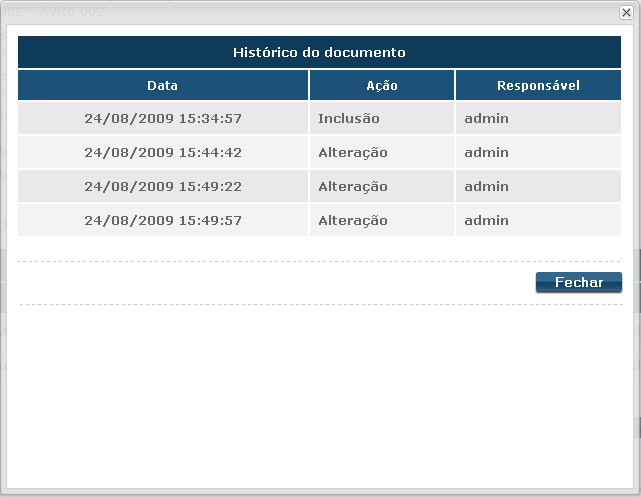 002 - Aviso 002
Histórico do documento
Data Ação Responsável
24/08/2009 15:34:57 Inclusão admin
24/08/2009 15:44:42 Alteração admin
24/08/2009 15:49:22 Alteração admin
24/08/2009 15:49:57 Alteração admin
Fechar